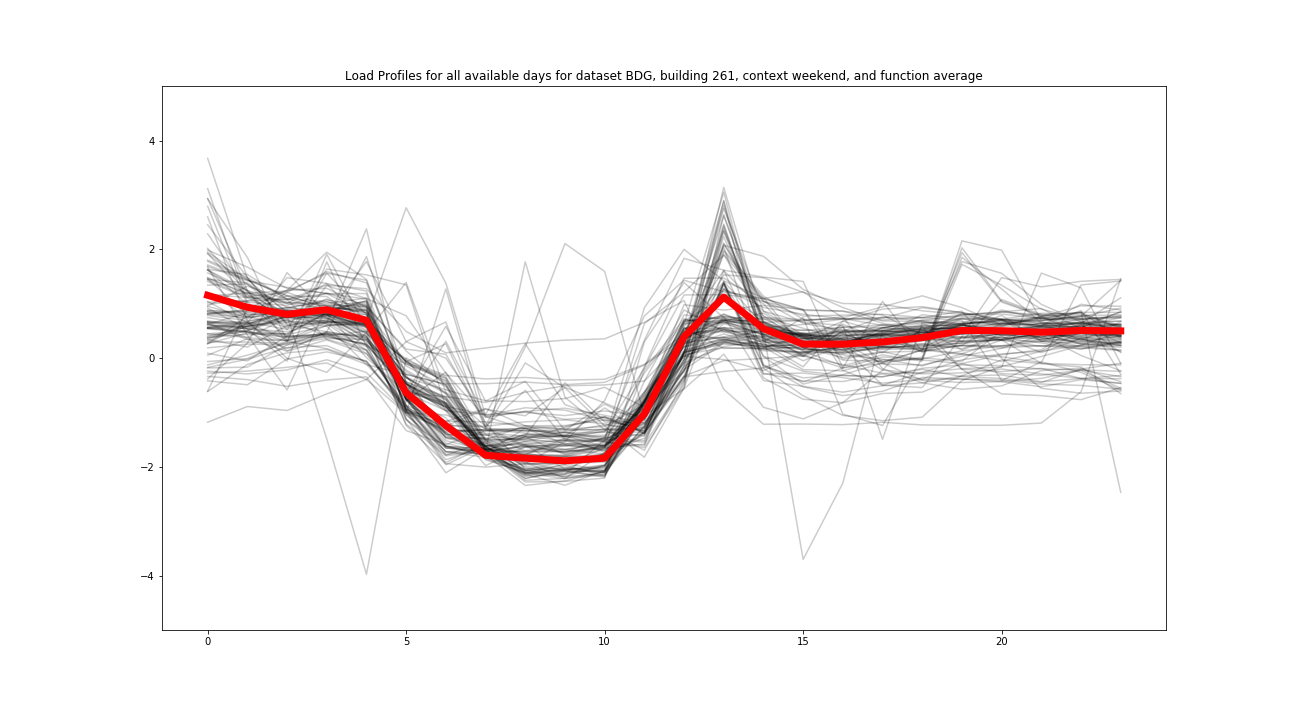 Load Profiles for all available days for dataset BDG, building 261, context weekend, and function average
4
2
0
−2
−4
0 5 10 15 20